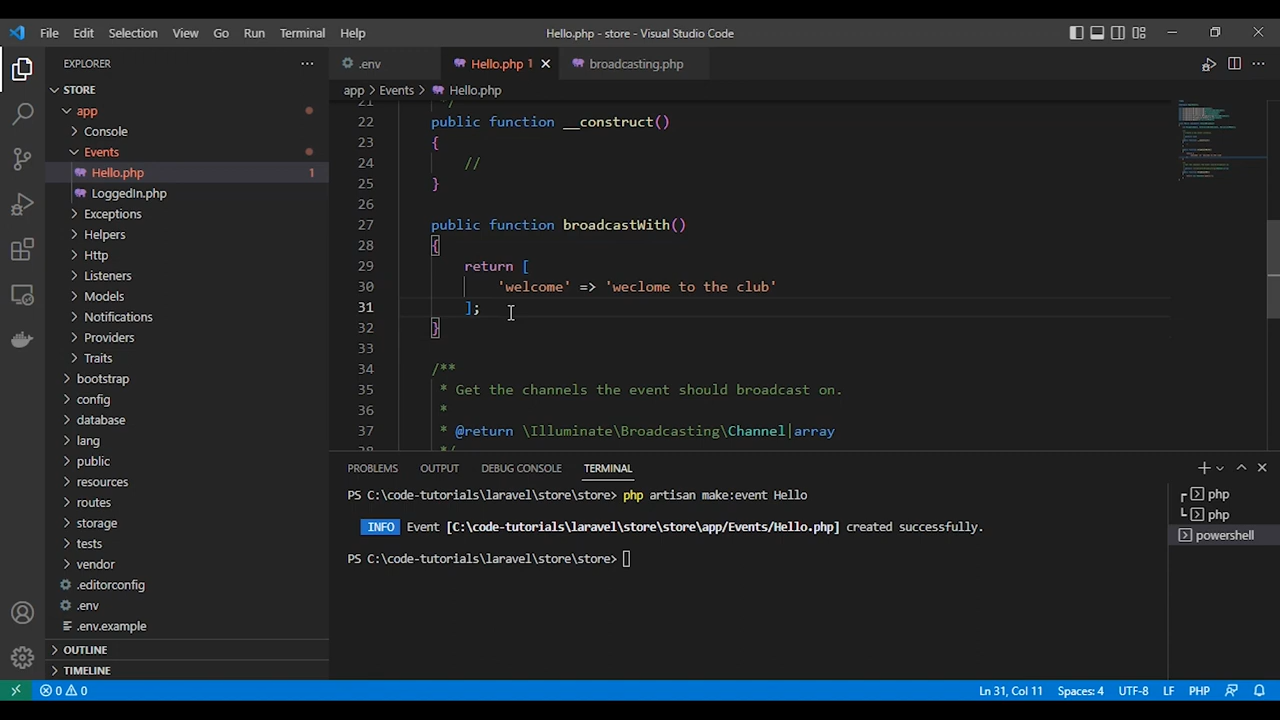 File Edit Selection View Go Run Terminal Help
Hello.php - store - Visual Studio Code
EXPLORER
STORE
app
Console
Events
Hello.php 1
LoggedIn.php
Exceptions
Helpers
Http
Listeners
Models
Notifications
Providers
Traits
bootstrap
config
database
lang
public
resources
routes
storage
tests
vendor
.editorconfig
.env
.env.example
OUTLINE
TIMELINE
.env
Hello.php 1
broadcasting.php
app > Events > Hello.php
21 */
22 public function __construct()
23 {
24 //
25 }
26
27 public function broadcastWith()
28 {
29 return [
30 'welcome' => 'weclome to the club'
31 ];
32 }
33
34 /**
35 * Get the channels the event should broadcast on.
36 *
37 * @return \Illuminate\Broadcasting\Channel|array
38 */
PROBLEMS OUTPUT DEBUG CONSOLE TERMINAL
PS C:\code-tutorials\laravel\store\store> php artisan make:event Hello
INFO Event [C:\code-tutorials\laravel\store\store\app/Events/Hello.php] created successfully.
PS C:\code-tutorials\laravel\store\store>
php
php
powershell
0 0
Ln 31, Col 11 Spaces: 4 UTF-8 LF PHP